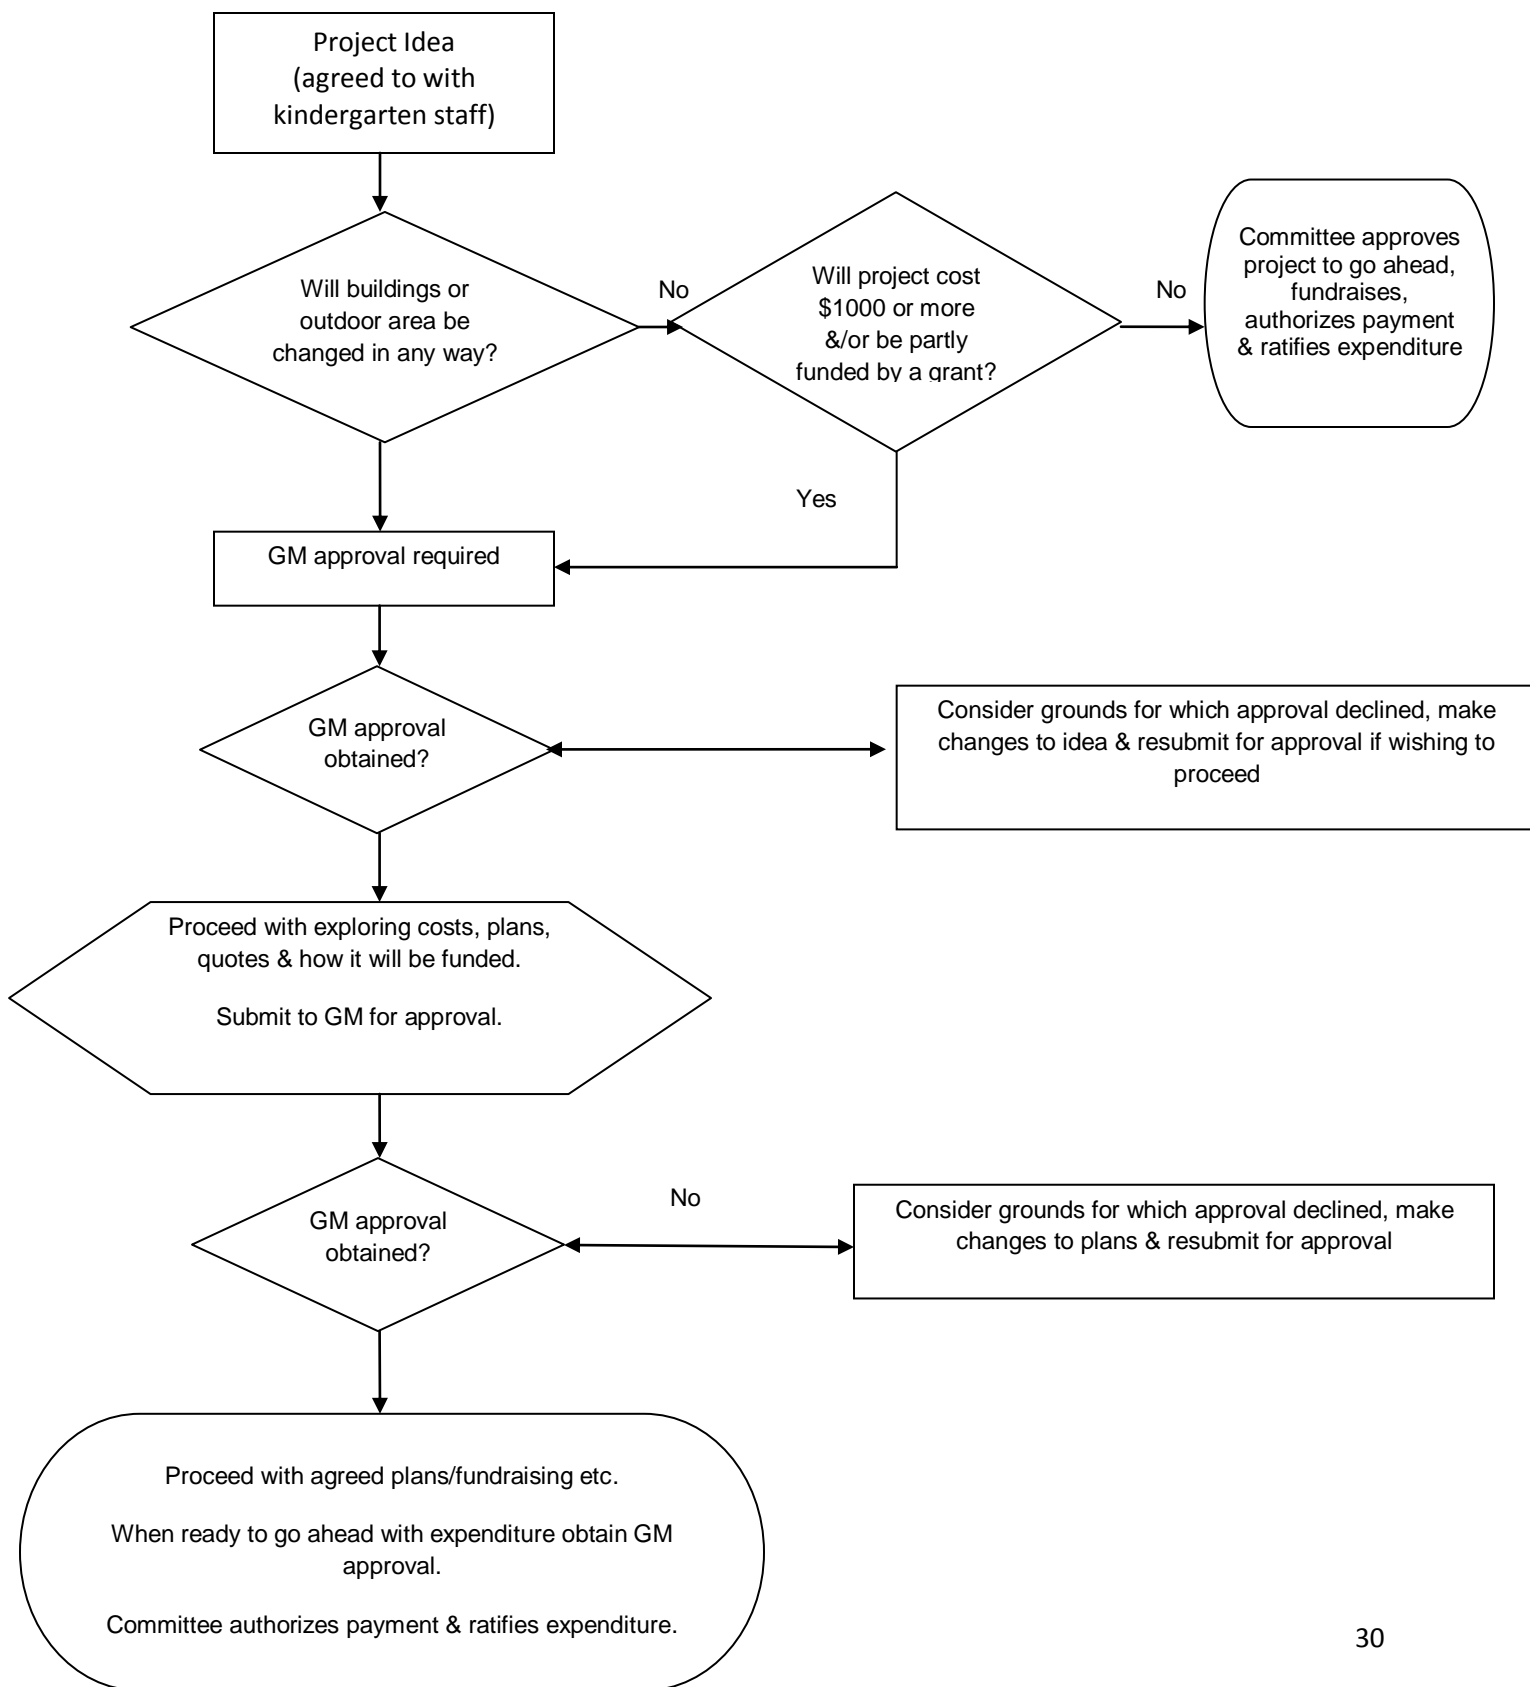 Project Idea
(agreed to with
kindergarten staff)
Will buildings or
outdoor area be
changed in any way?
No
Will project cost
$1000 or more
&/or be partly
funded by a grant?
No
Committee approves
project to go ahead,
fundraises,
authorizes payment
& ratifies expenditure
Yes
GM approval required
GM approval
obtained?
Consider grounds for which approval declined, make
changes to idea & resubmit for approval if wishing to
proceed
Proceed with exploring costs, plans,
quotes & how it will be funded.
Submit to GM for approval.
GM approval
obtained?
No
Consider grounds for which approval declined, make
changes to plans & resubmit for approval
Proceed with agreed plans/fundraising etc.
When ready to go ahead with expenditure obtain GM
approval.
Committee authorizes payment & ratifies expenditure.
30